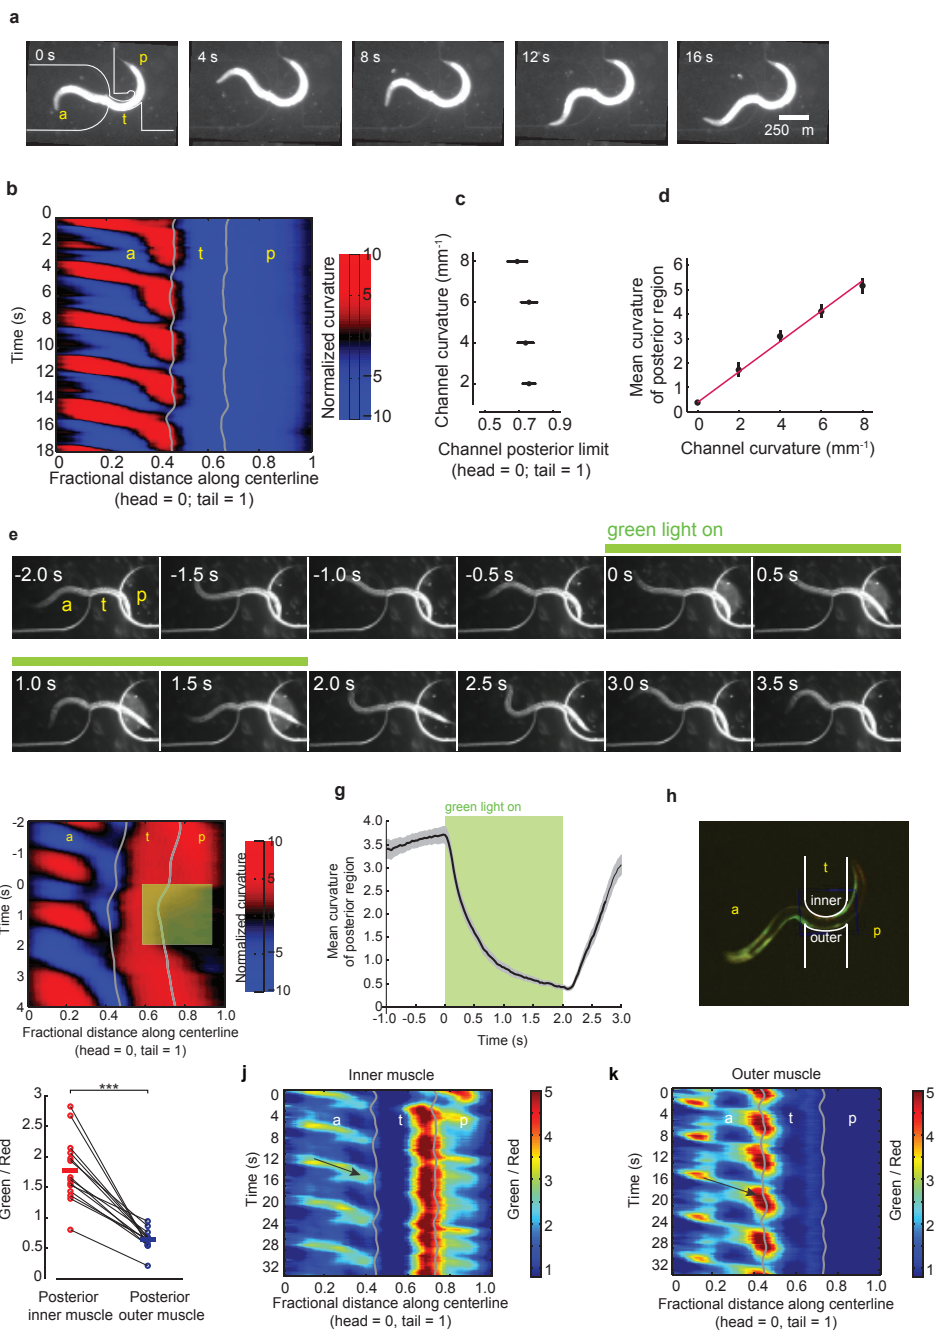 a
0 s
p
a
t
4 s
8 s
12 s
16 s
250 m
b
0
2
4
6
8
10
12
14
16
18
Time (s)
a
t
p
0
0.2
0.4
0.6
0.8
1
Fractional distance along centerline
(head = 0; tail = 1)
10
5
0
-5
-10
Normalized curvature
c
8
6
4
2
Channel curvature (mm-1)
0.5
0.7
0.9
Channel posterior limit
(head = 0; tail = 1)
d
6
5
4
3
2
1
0
Mean curvature
of posterior region
0
2
4
6
8
Channel curvature (mm-1)
e
green light on
-2.0 s
a
t
p
-1.5 s
-1.0 s
-0.5 s
0 s
0.5 s
1.0 s
1.5 s
2.0 s
2.5 s
3.0 s
3.5 s
-2
-1
0
1
2
3
4
Time (s)
a
t
p
0.0
0.2
0.4
0.6
0.8
1.0
Fractional distance along centerline
(head = 0, tail = 1)
10
5
0
-5
-10
Normalized curvature
g
green light on
4.0
3.5
3.0
2.5
2.0
1.5
1.0
0.5
0
Mean curvature
of posterior region
-1.0
0
0.5
1.0
1.5
2.0
3.0
Time (s)
h
t
a
inner
outer
p
***
3
2.5
2
1.5
1
0.5
0
Green / Red
Posterior
inner muscle
Posterior
outer muscle
j
Inner muscle
0
4
8
12
16
20
24
28
32
Time (s)
a
t
p
0.0
0.2
0.4
0.6
0.8
1.0
Fractional distance along centerline
(head = 0, tail = 1)
5
4
3
2
1
Green / Red
k
Outer muscle
0
4
8
12
16
20
24
28
32
Time (s)
a
t
p
0.0
0.2
0.4
0.6
0.8
1.0
Fractional distance along centerline
(head = 0, tail = 1)
5
4
3
2
1
Green / Red